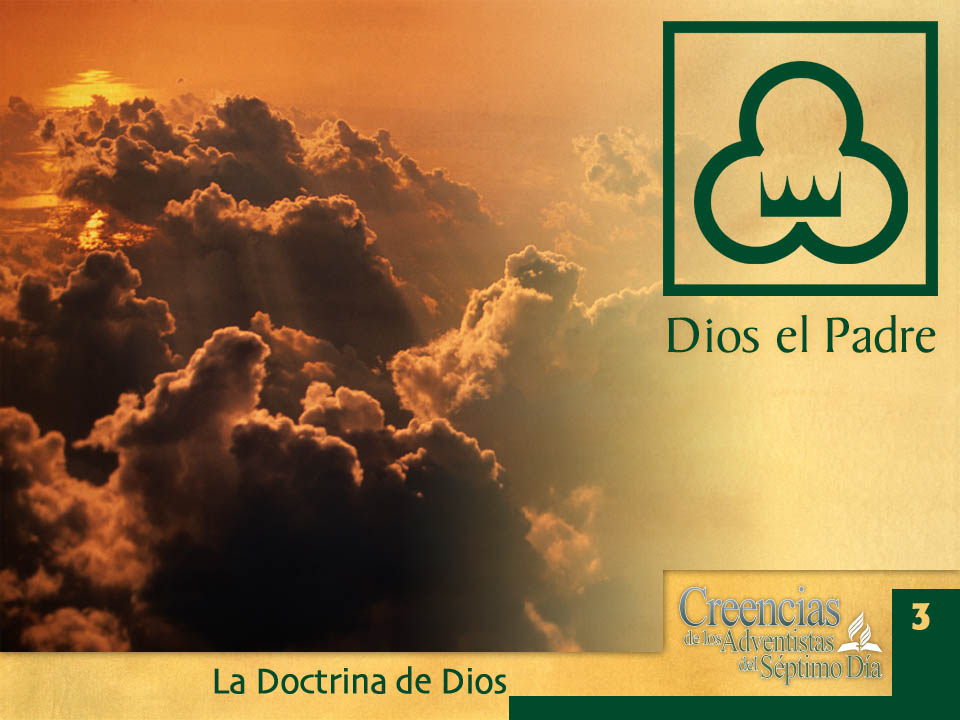 Dios el Padre
Creencias
de los Adventistas
del Séptimo Día
3
La Doctrina de Dios